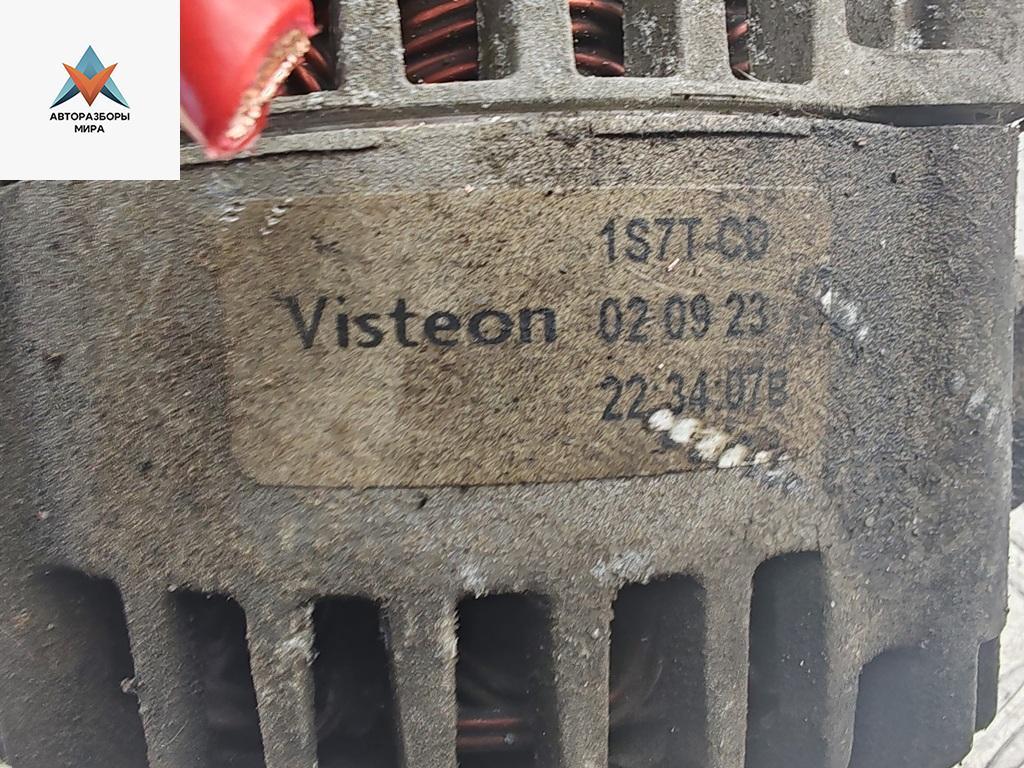 АВТОРАЗБОРЫ
МИРА
1S7T-CD
Visteon 02 09 23
22:34:07B